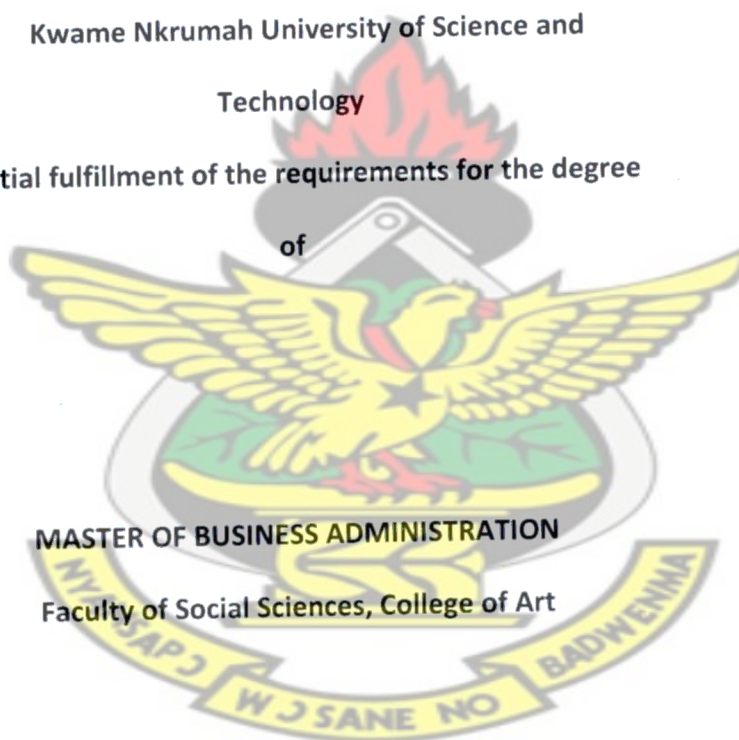 Kwame Nkrumah University of Science and
Technology
tial fulfillment of the requirements for the degree
of
MASTER OF BUSINESS ADMINISTRATION
Faculty of Social Sciences, College of Art
W Ɔ SANE NO
BADWENMA